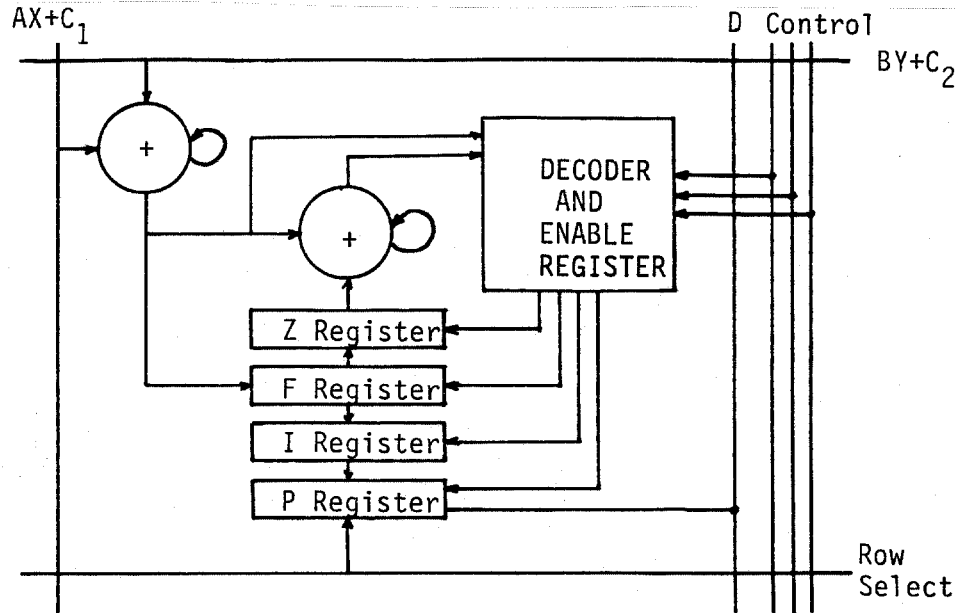 AX+C1
D Control
BY+C2
+
+
DECODER
AND
ENABLE
REGISTER
Z Register
F Register
I Register
P Register
Row
Select